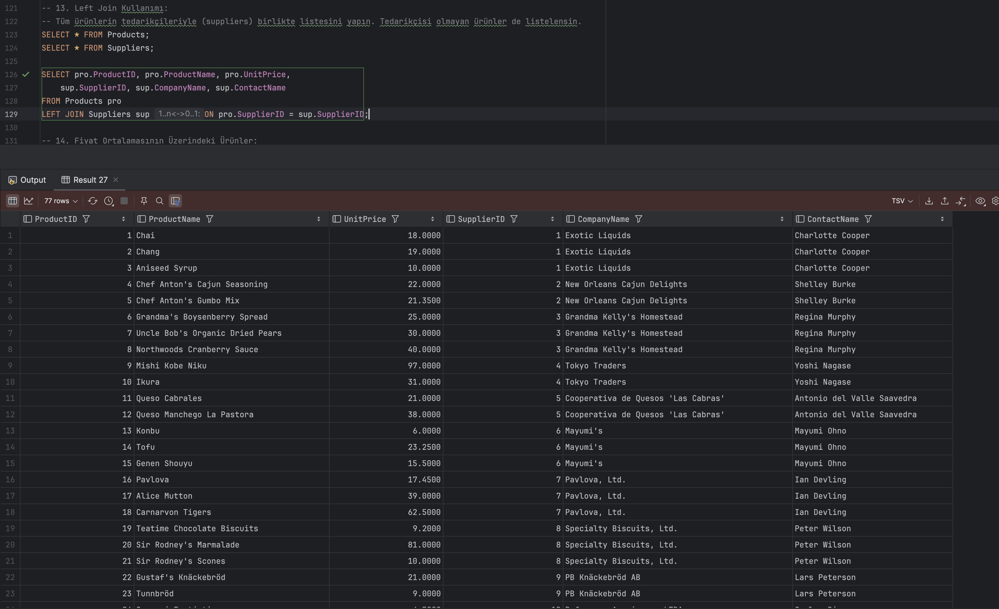 121 -- 13. Left Join Kullanımı:
122 -- Tüm ürünlerin tedarikçileriyle (suppliers) birlikte listesini yapın. Tedarikçisi olmayan ürünler de listelensin.
123 SELECT * FROM Products;
124 SELECT * FROM Suppliers;
125
126 SELECT pro.ProductID, pro.ProductName, pro.UnitPrice,
127 sup.SupplierID, sup.CompanyName, sup.ContactName
128 FROM Products pro
129 LEFT JOIN Suppliers sup 1..n<->0..1: ON pro.SupplierID = sup.SupplierID;
130
131 -- 14. Fiyat Ortalamasının Üzerindeki Ürünler:
Output Result 27
77 rows TSV
ProductID ProductName UnitPrice SupplierID CompanyName ContactName
1 1 Chai 18.0000 1 Exotic Liquids Charlotte Cooper
2 2 Chang 19.0000 1 Exotic Liquids Charlotte Cooper
3 3 Aniseed Syrup 10.0000 1 Exotic Liquids Charlotte Cooper
4 4 Chef Anton's Cajun Seasoning 22.0000 2 New Orleans Cajun Delights Shelley Burke
5 5 Chef Anton's Gumbo Mix 21.3500 2 New Orleans Cajun Delights Shelley Burke
6 6 Grandma's Boysenberry Spread 25.0000 3 Grandma Kelly's Homestead Regina Murphy
7 7 Uncle Bob's Organic Dried Pears 30.0000 3 Grandma Kelly's Homestead Regina Murphy
8 8 Northwoods Cranberry Sauce 40.0000 3 Grandma Kelly's Homestead Regina Murphy
9 9 Mishi Kobe Niku 97.0000 4 Tokyo Traders Yoshi Nagase
10 10 Ikura 31.0000 4 Tokyo Traders Yoshi Nagase
11 11 Queso Cabrales 21.0000 5 Cooperativa de Quesos 'Las Cabras' Antonio del Valle Saavedra
12 12 Queso Manchego La Pastora 38.0000 5 Cooperativa de Quesos 'Las Cabras' Antonio del Valle Saavedra
13 13 Konbu 6.0000 6 Mayumi's Mayumi Ohno
14 14 Tofu 23.2500 6 Mayumi's Mayumi Ohno
15 15 Genen Shouyu 15.5000 6 Mayumi's Mayumi Ohno
16 16 Pavlova 17.4500 7 Pavlova, Ltd. Ian Devling
17 17 Alice Mutton 39.0000 7 Pavlova, Ltd. Ian Devling
18 18 Carnarvon Tigers 62.5000 7 Pavlova, Ltd. Ian Devling
19 19 Teatime Chocolate Biscuits 9.2000 8 Specialty Biscuits, Ltd. Peter Wilson
20 20 Sir Rodney's Marmalade 81.0000 8 Specialty Biscuits, Ltd. Peter Wilson
21 21 Sir Rodney's Scones 10.0000 8 Specialty Biscuits, Ltd. Peter Wilson
22 22 Gustaf's Knäckebröd 21.0000 9 PB Knäckebröd AB Lars Peterson
23 23 Tunnbröd 9.0000 9 PB Knäckebröd AB Lars Peterson